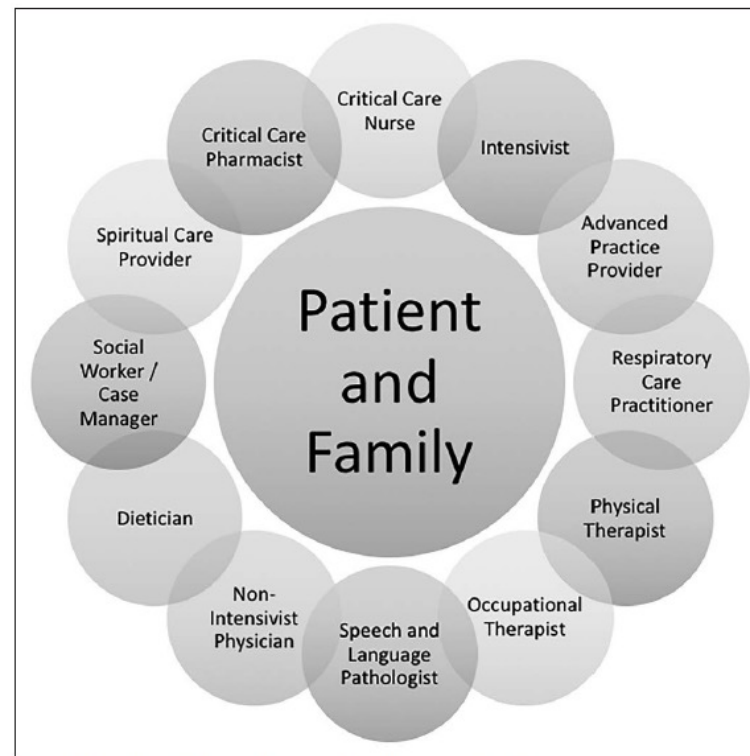 Patient
and
Family
Critical Care
Nurse
Intensivist
Advanced
Practice
Provider
Respiratory
Care
Practitioner
Physical
Therapist
Occupational
Therapist
Speech and
Language
Pathologist
Non-
Intensivist
Physician
Dietician
Social
Worker /
Case
Manager
Spiritual Care
Provider
Critical Care
Pharmacist